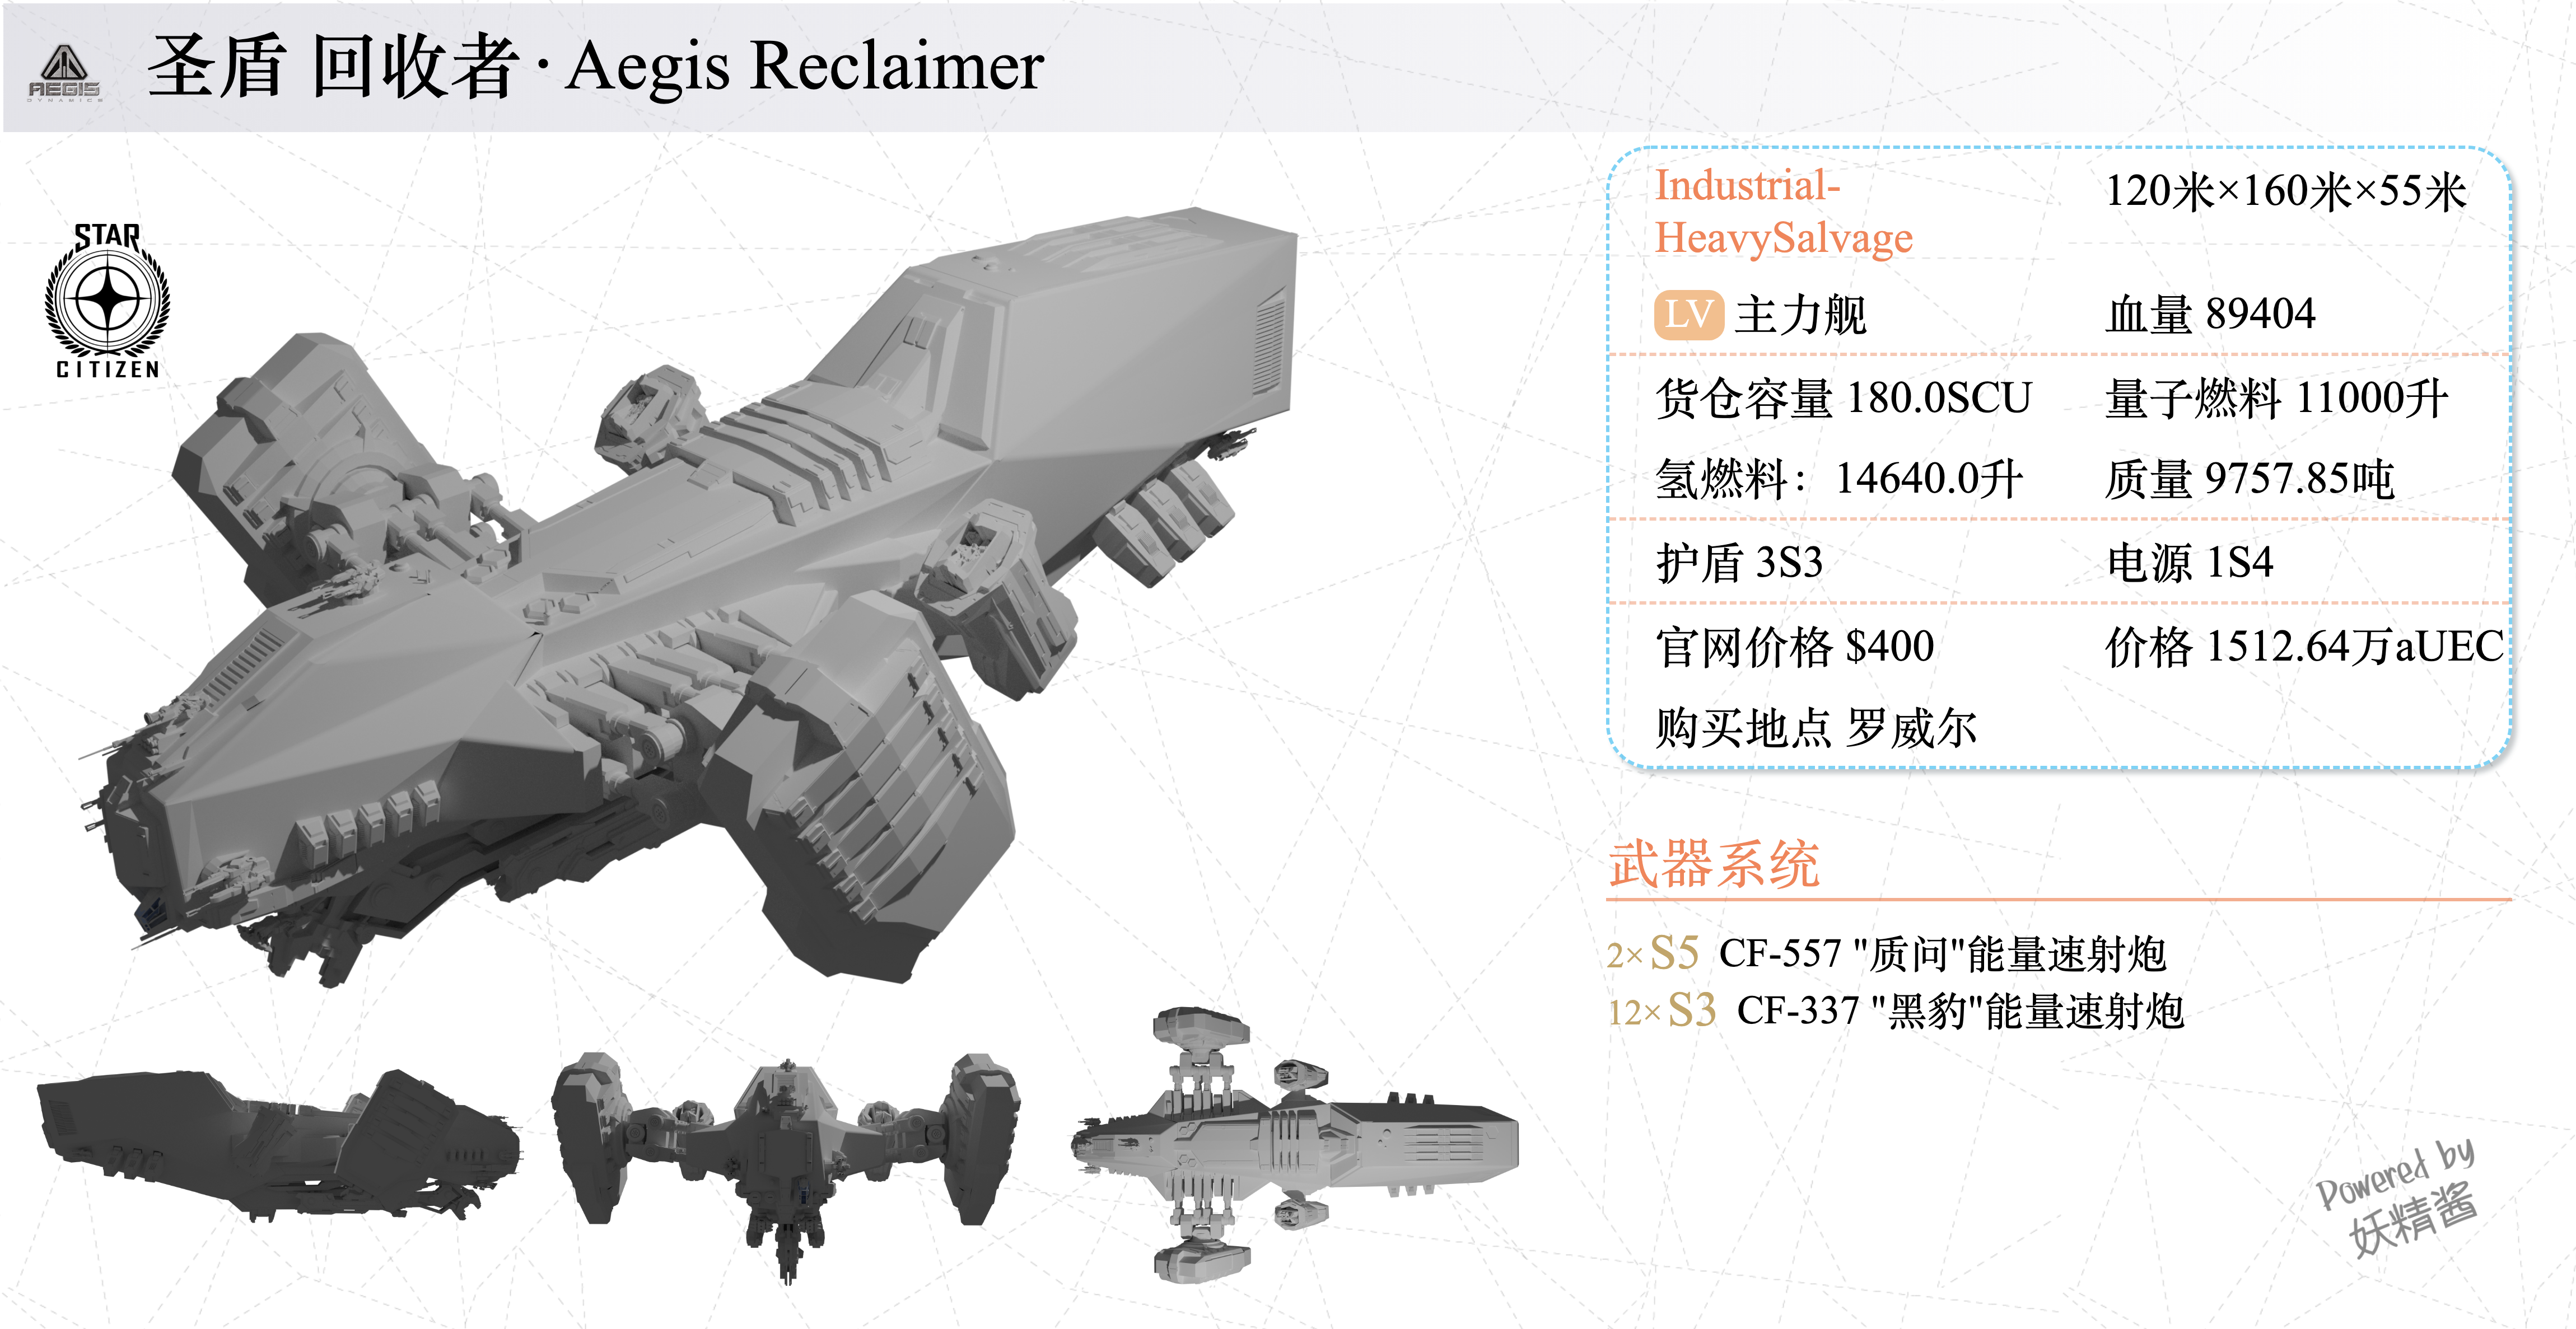 AEGIS
DYNAMICS
圣盾 回收者·Aegis Reclaimer
STAR
CITIZEN
Industrial-
HeavySalvage
120米×160米×55米
LV 主力舰
血量 89404
货仓容量 180.0SCU
量子燃料 11000升
氢燃料：14640.0升
质量 9757.85吨
护盾 3S3
电源 1S4
官网价格 $400
价格 1512.64万aUEC
购买地点 罗威尔
武器系统
2× S5 CF-557 "质问"能量速射炮
12× S3 CF-337 "黑豹"能量速射炮
Powered by
妖精酱